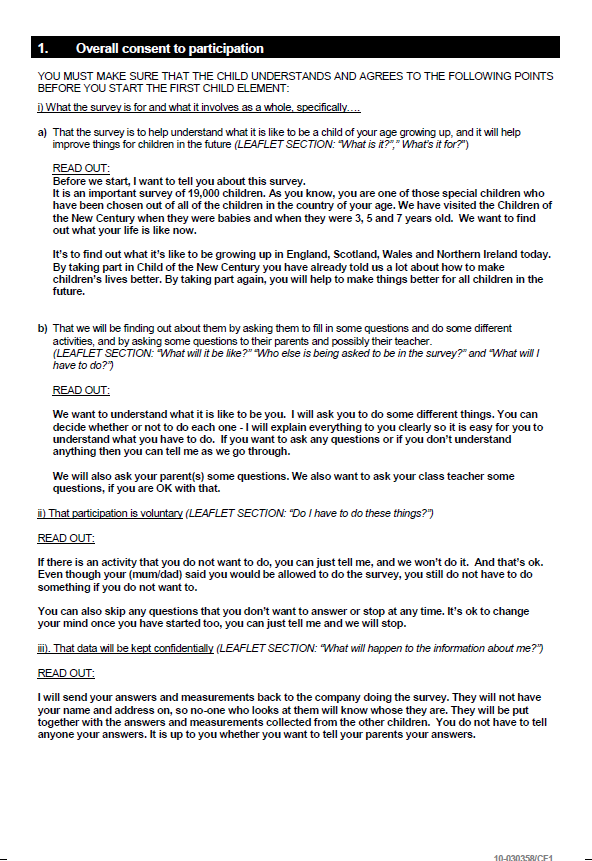 1. Overall consent to participation
YOU MUST MAKE SURE THAT THE CHILD UNDERSTANDS AND AGREES TO THE FOLLOWING POINTS
BEFORE YOU START THE FIRST CHILD ELEMENT:
i) What the survey is for and what it involves as a whole, specifically….
a) That the survey is to help understand what it is like to be a child of your age growing up, and it will help
improve things for children in the future (LEAFLET SECTION: “What is it?”,” What’s it for?”)
READ OUT:
Before we start, I want to tell you about this survey.
It is an important survey of 19,000 children. As you know, you are one of those special children who
have been chosen out of all of the children in the country of your age. We have visited the Children of
the New Century when they were babies and when they were 3, 5 and 7 years old. We want to find
out what your life is like now.
It’s to find out what it’s like to be growing up in England, Scotland, Wales and Northern Ireland today.
By taking part in Child of the New Century you have already told us a lot about how to make
children’s lives better. By taking part again, you will help to make things better for all children in the
future.
b) That we will be finding out about them by asking them to fill in some questions and do some different
activities, and by asking some questions to their parents and possibly their teacher.
(LEAFLET SECTION: “What will it be like?” “Who else is being asked to be in the survey?” and “What will I
have to do?”)
READ OUT:
We want to understand what it is like to be you. I will ask you to do some different things. You can
decide whether or not to do each one - I will explain everything to you clearly so it is easy for you to
understand what you have to do. If you want to ask any questions or if you don’t understand
anything then you can tell me as we go through.
We will also ask your parent(s) some questions. We also want to ask your class teacher some
questions, if you are OK with that.
ii) That participation is voluntary (LEAFLET SECTION: “Do I have to do these things?”)
READ OUT:
If there is an activity that you do not want to do, you can just tell me, and we won’t do it. And that’s ok.
Even though your (mum/dad) said you would be allowed to do the survey, you still do not have to do
something if you do not want to.
You can also skip any questions that you don’t want to answer or stop at any time. It’s ok to change
your mind once you have started too, you can just tell me and we will stop.
iii). That data will be kept confidentially (LEAFLET SECTION: “What will happen to the information about me?”)
READ OUT:
I will send your answers and measurements back to the company doing the survey. They will not have
your name and address on, so no-one who looks at them will know whose they are. They will be put
together with the answers and measurements collected from the other children. You do not have to tell
anyone your answers. It is up to you whether you want to tell your parents your answers.
10-030358/CF1